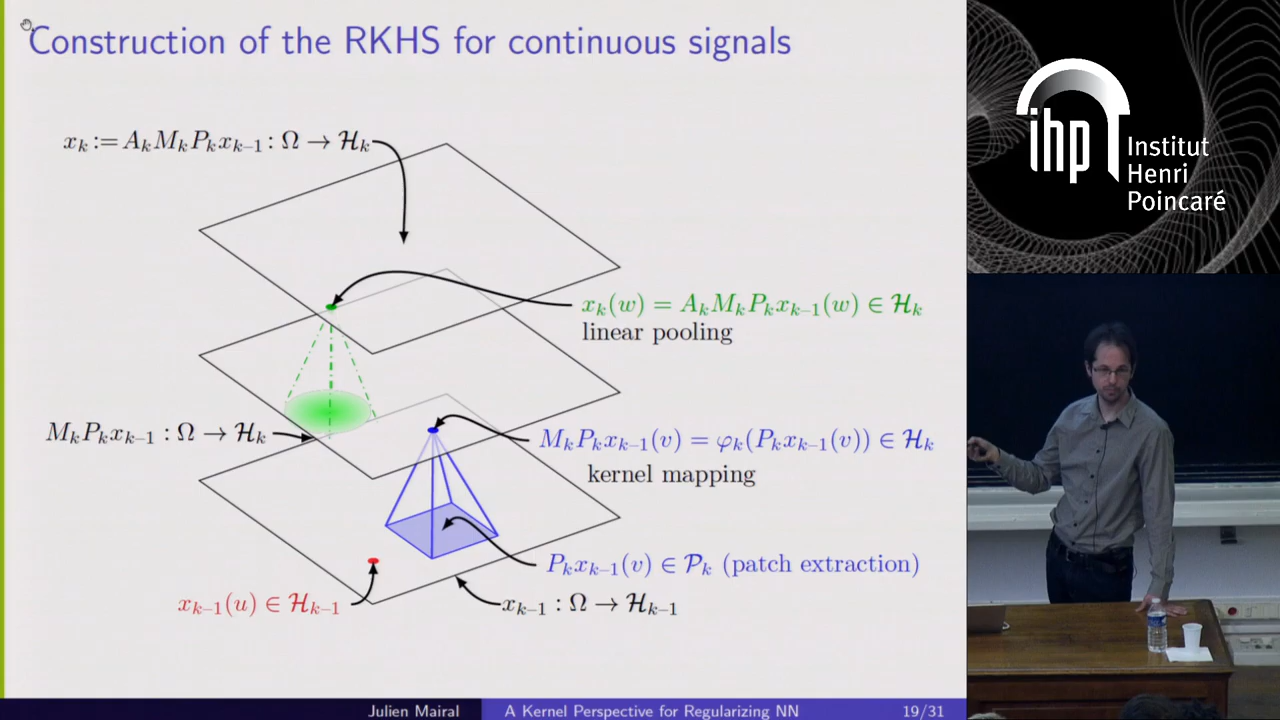 Construction of the RKHS for continuous signals
x_k := A_k M_k P_k x_{k–1} : Ω → ℋ_k
x_k(w) = A_k M_k P_k x_{k–1}(w) ∈ ℋ_k
linear pooling
M_k P_k x_{k–1} : Ω → ℋ_k
M_k P_k x_{k–1}(v) = φ_k(P_k x_{k–1}(v)) ∈ ℋ_k
kernel mapping
P_k x_{k–1}(v) ∈ 𝒫_k (patch extraction)
x_{k–1}(u) ∈ ℋ_{k–1}
x_{k–1} : Ω → ℋ_{k–1}
Julien Mairal
A Kernel Perspective for Regularizing NN
19/31
ihp
Institut
Henri
Poincaré